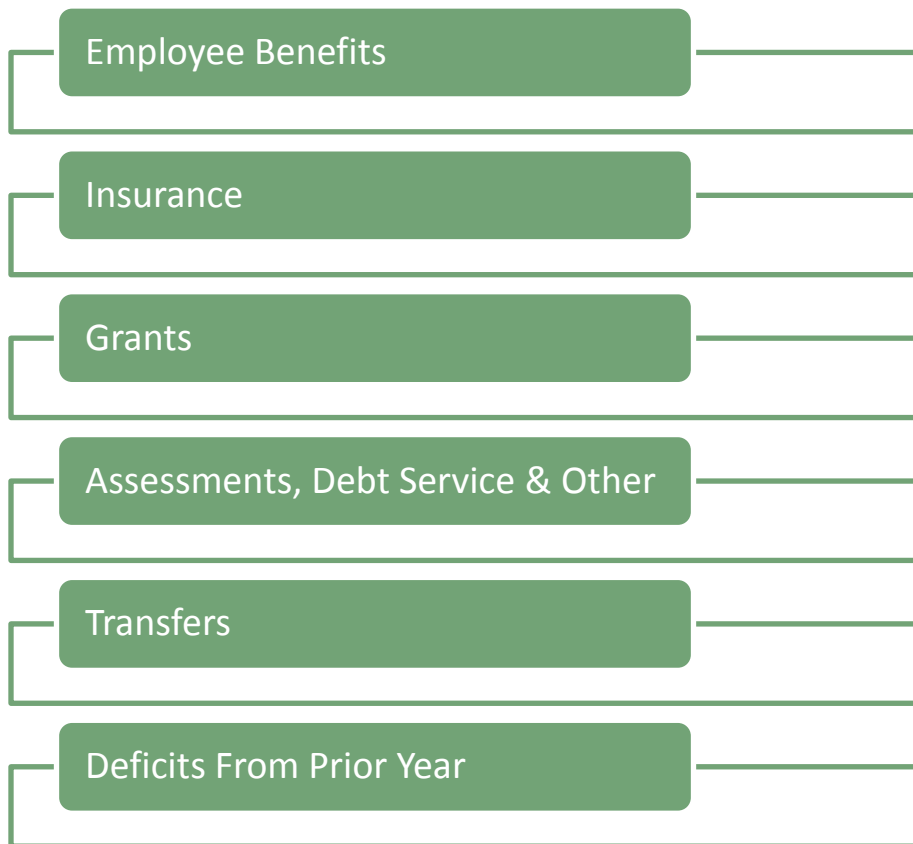 Employee Benefits
Insurance
Grants
Assessments, Debt Service & Other
Transfers
Deficits From Prior Year